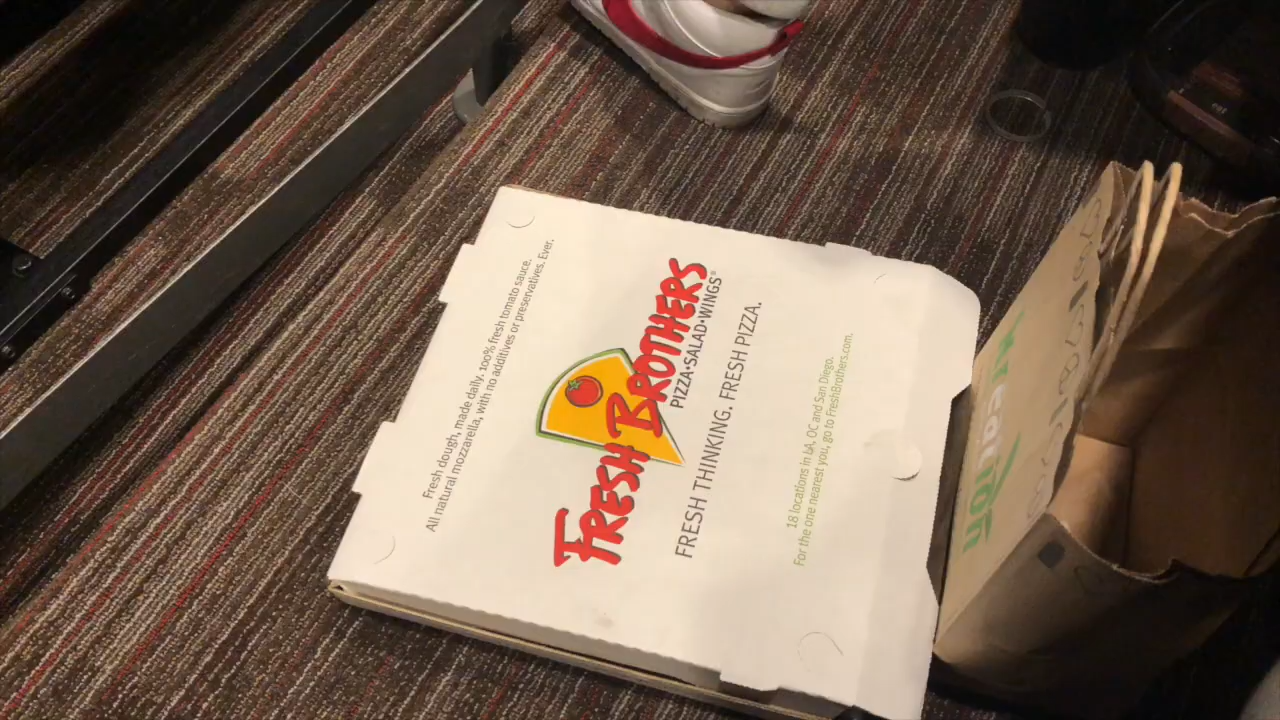 Fresh dough, made daily. 100% fresh tomato sauce.
All natural mozzarella, with no additives or preservatives. Ever.
FRESH BROTHERS
PIZZA•SALAD•WINGS®
FRESH THINKING. FRESH PIZZA.
18 locations in LA, OC and San Diego.
For the one nearest you, go to FreshBrothers.com.